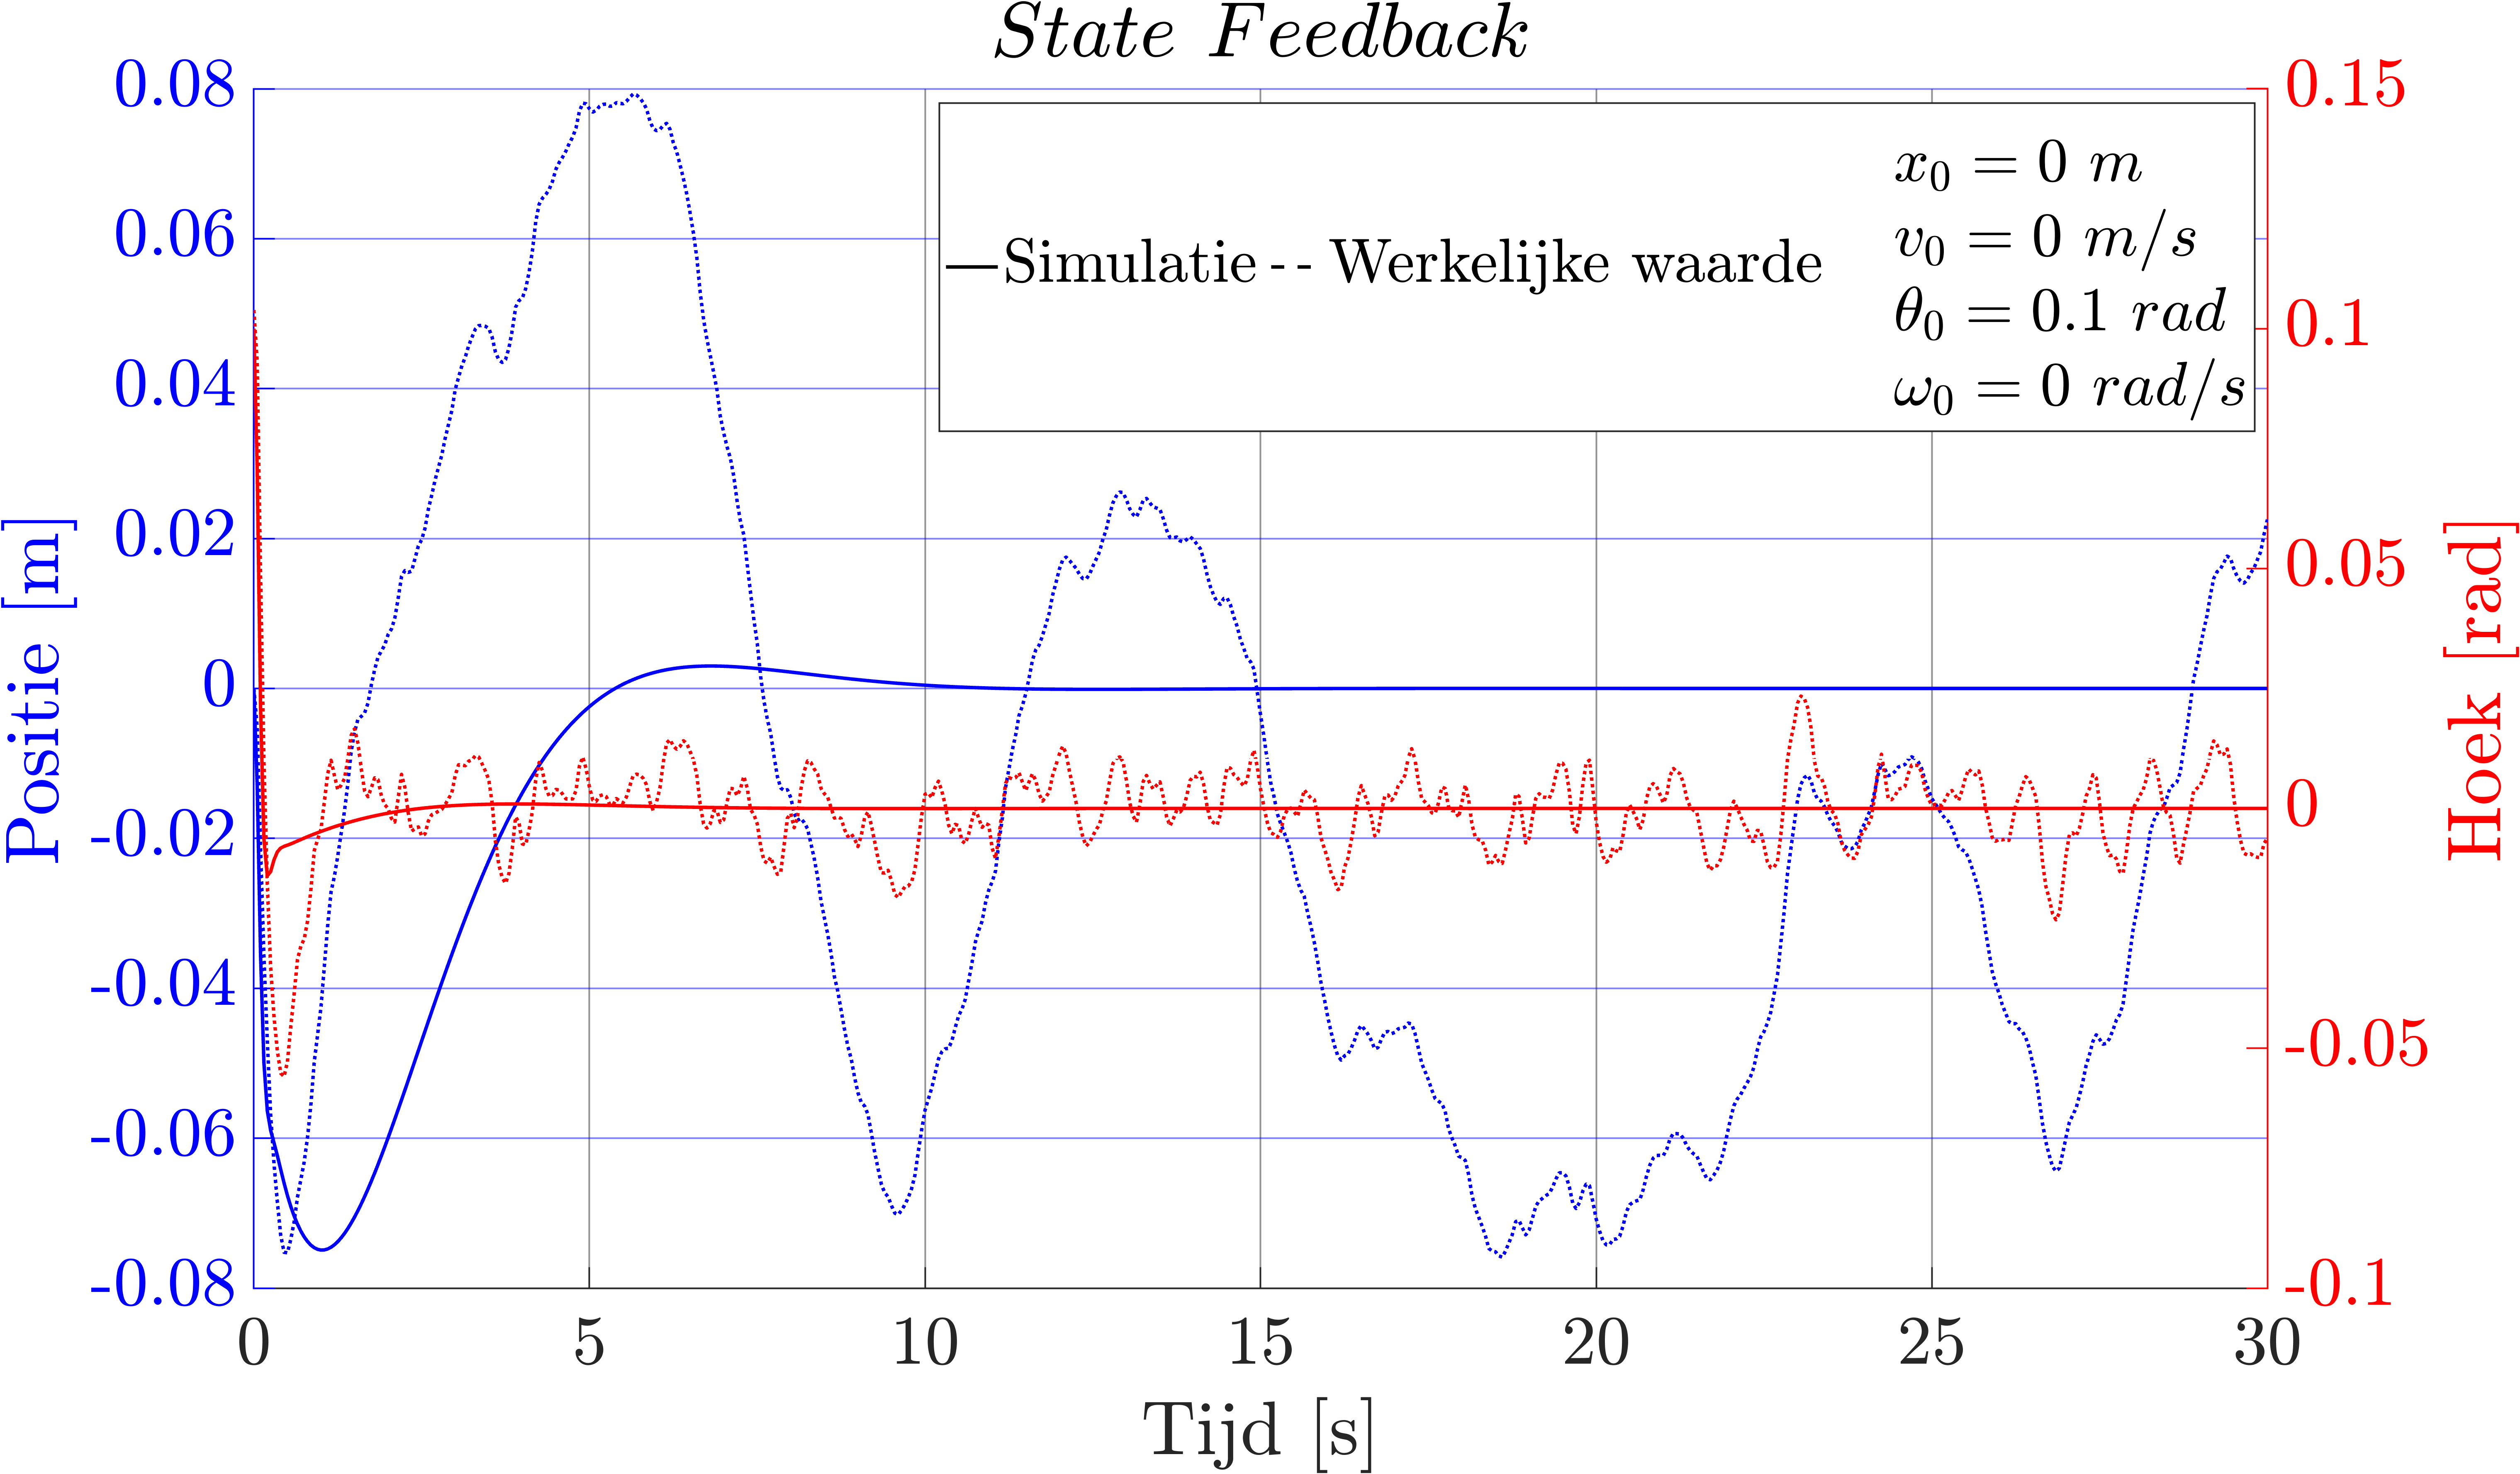 State Feedback
0.08
0.06
0.04
0.02
0
-0.02
-0.04
-0.06
-0.08
Positie [m]
Simulatie -- Werkelijke waarde
x₀ = 0 m
v₀ = 0 m/s
θ₀ = 0.1 rad
ω₀ = 0 rad/s
0.15
0.1
0.05
0
-0.05
-0.1
Hoek [rad]
0 5 10 15 20 25 30
Tijd [s]